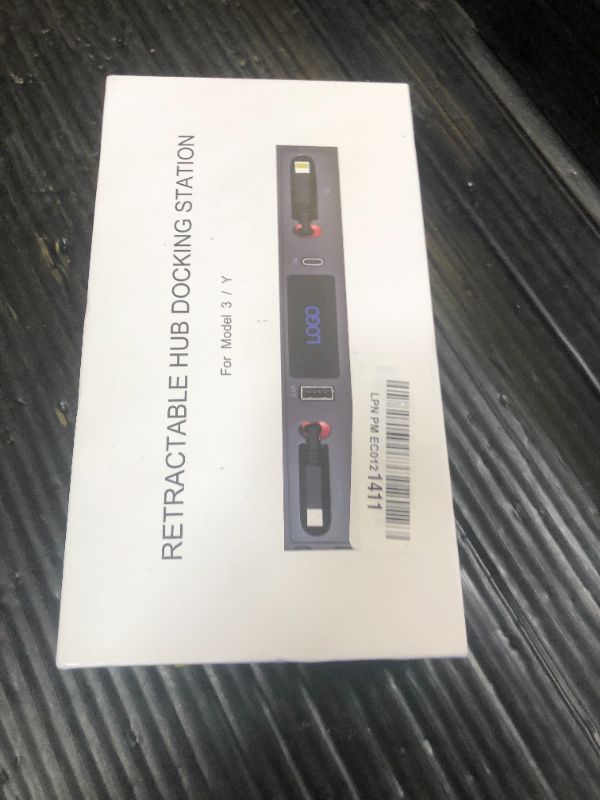 RETRACTABLE HUB DOCKING STATION
For Model 3 / Y
LOGO
LPN PM EC0121411